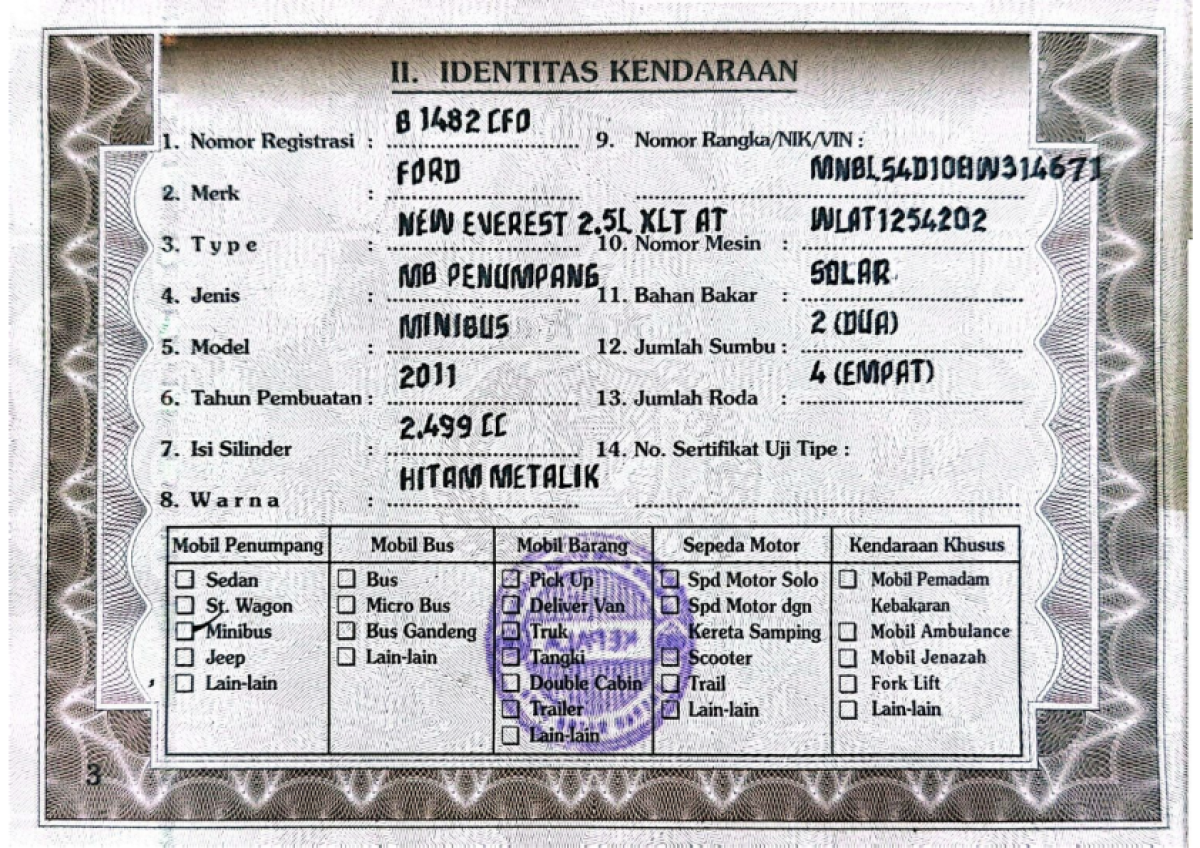 II. IDENTITAS KENDARAAN
1. Nomor Registrasi : B 1482 CFO
2. Merk : FORD
3. Type : NEW EVEREST 2.5L XLT AT
4. Jenis : MB PENUMPANG
5. Model : MINIBUS
6. Tahun Pembuatan : 2011
7. Isi Silinder : 2.499 CC
8. Warna : HITAM METALIK
9. Nomor Rangka/NIK/VIN :
MNBLS4D10BW314671
10. Nomor Mesin : WLAT1254202
11. Bahan Bakar : SOLAR
12. Jumlah Sumbu : 2 (DUA)
13. Jumlah Roda : 4 (EMPAT)
14. No. Sertifikat Uji Tipe :
Mobil Penumpang
Sedan
St. Wagon
Minibus
Jeep
Lain-lain
Mobil Bus
Bus
Micro Bus
Bus Gandeng
Lain-lain
Mobil Barang
Pick Up
Deliver Van
Truk
Tangki
Double Cabin
Trailer
Lain-lain
Sepeda Motor
Spd Motor Solo
Spd Motor dgn
Kereta Samping
Scooter
Trail
Lain-lain
Kendaraan Khusus
Mobil Pemadam
Kebakaran
Mobil Ambulance
Mobil Jenazah
Fork Lift
Lain-lain
3